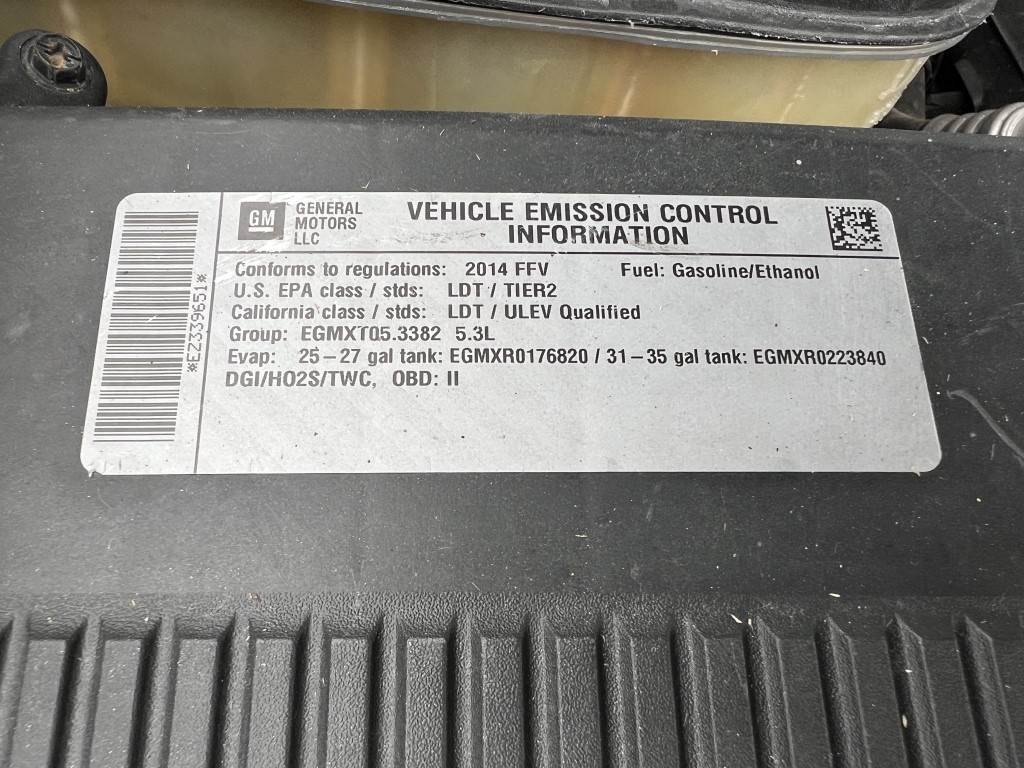 GM
GENERAL
MOTORS
LLC
VEHICLE EMISSION CONTROL
INFORMATION
Conforms to regulations: 2014 FFV Fuel: Gasoline/Ethanol
U.S. EPA class / stds: LDT / TIER2
California class / stds: LDT / ULEV Qualified
Group: EGMXT05.3382 5.3L
Evap: 25–27 gal tank: EGMXR0176820 / 31–35 gal tank: EGMXR0223840
DGI/HO2S/TWC, OBD: II
*EZ339651*